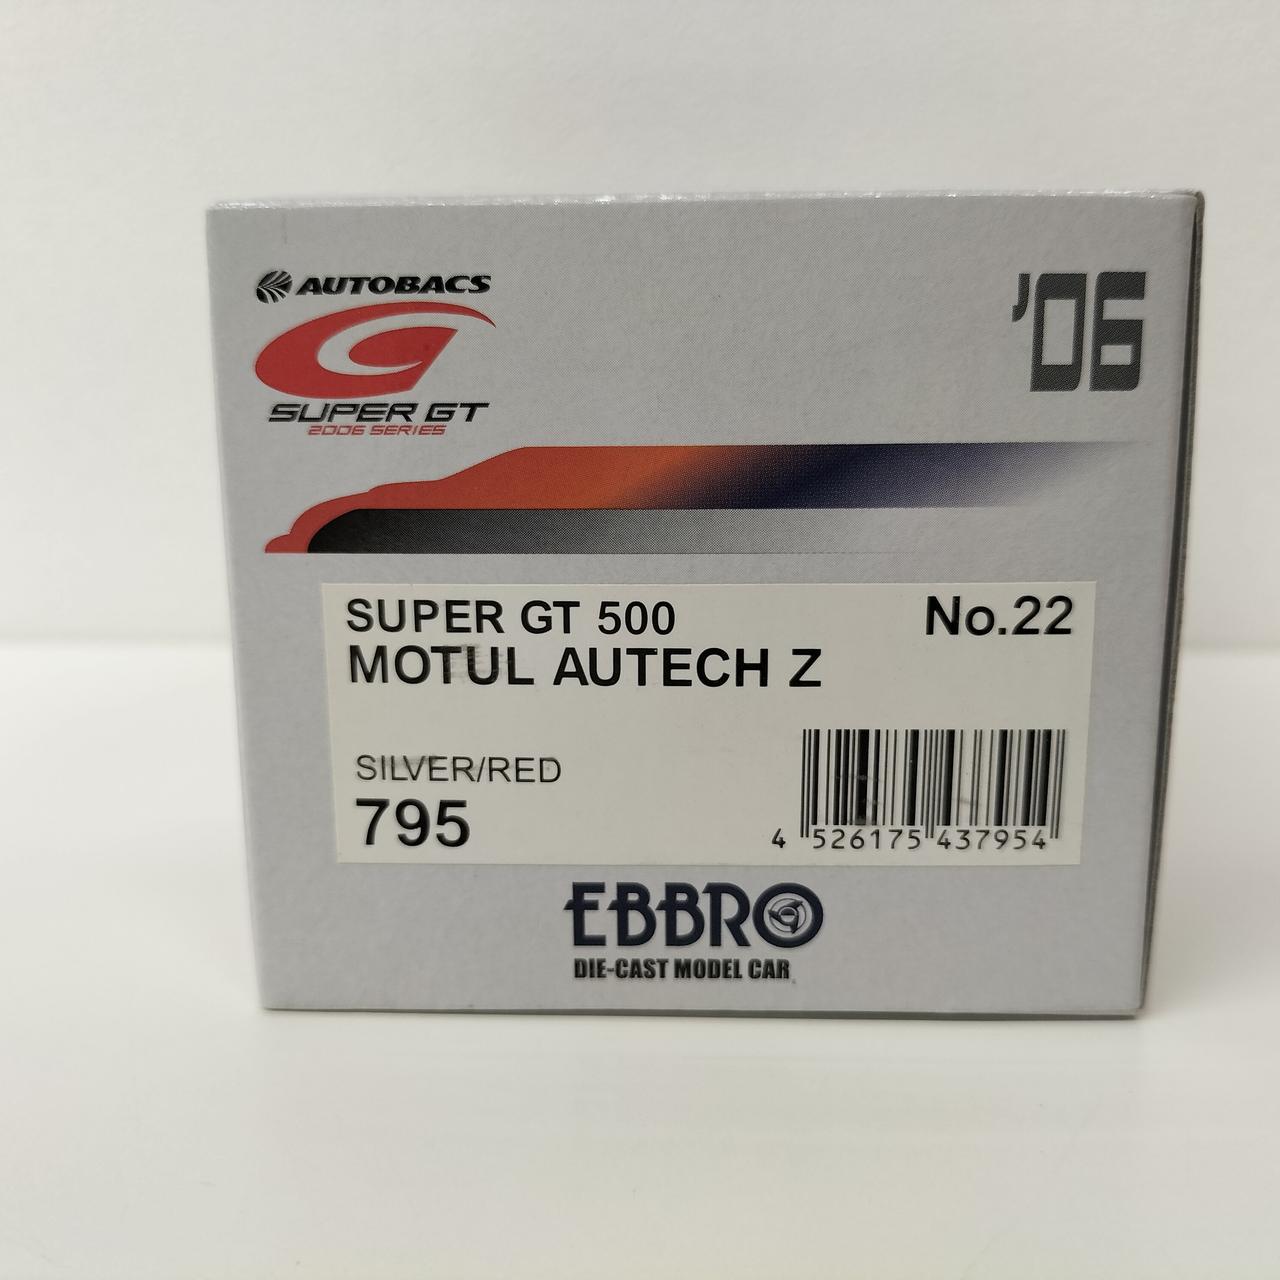 AUTOBACS
'06
SUPER GT
2006 SERIES
SUPER GT 500
No.22
MOTUL AUTECH Z
SILVER/RED
795
4 526175 437954
EBBRO
DIE-CAST MODEL CAR